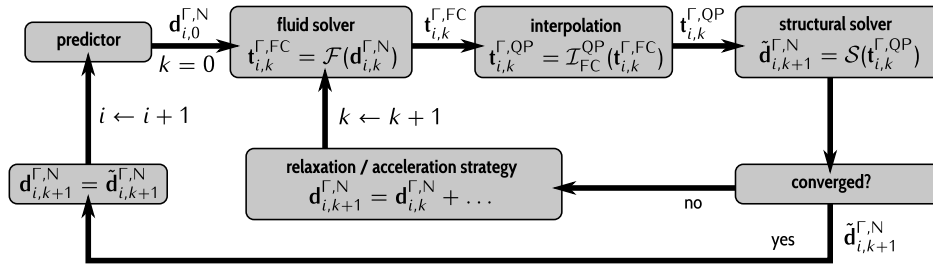 predictor
𝐝_{i,0}^{Γ,N}
k = 0
fluid solver
𝐭_{i,k}^{Γ,FC} = ℱ(𝐝_{i,k}^{Γ,N})
𝐭_{i,k}^{Γ,FC}
interpolation
𝐭_{i,k}^{Γ,QP} = ℐ_{FC}^{QP}(𝐭_{i,k}^{Γ,FC})
𝐭_{i,k}^{Γ,QP}
structural solver
𝐝̃_{i,k+1}^{Γ,N} = 𝒮(𝐭_{i,k}^{Γ,QP})
i ← i + 1
k ← k + 1
𝐝_{i,k+1}^{Γ,N} = 𝐝̃_{i,k+1}^{Γ,N}
relaxation / acceleration strategy
𝐝_{i,k+1}^{Γ,N} = 𝐝_{i,k}^{Γ,N} + ...
converged?
no
yes
𝐝̃_{i,k+1}^{Γ,N}